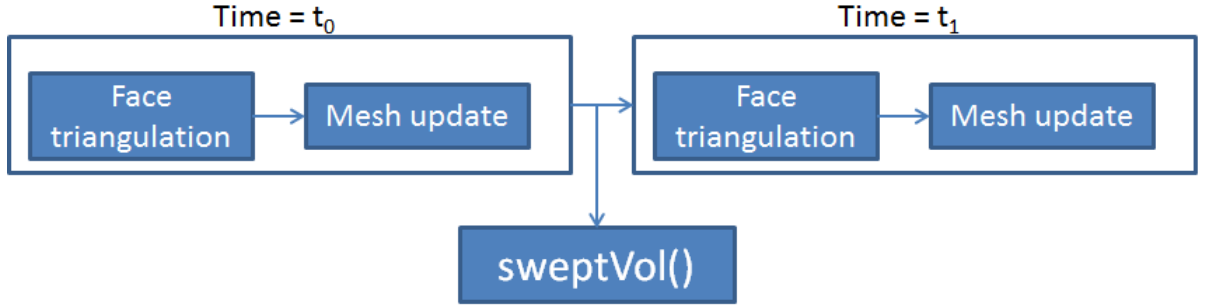 Time = t₀
Time = t₁
Face
triangulation
Mesh update
Face
triangulation
Mesh update
sweptVol()